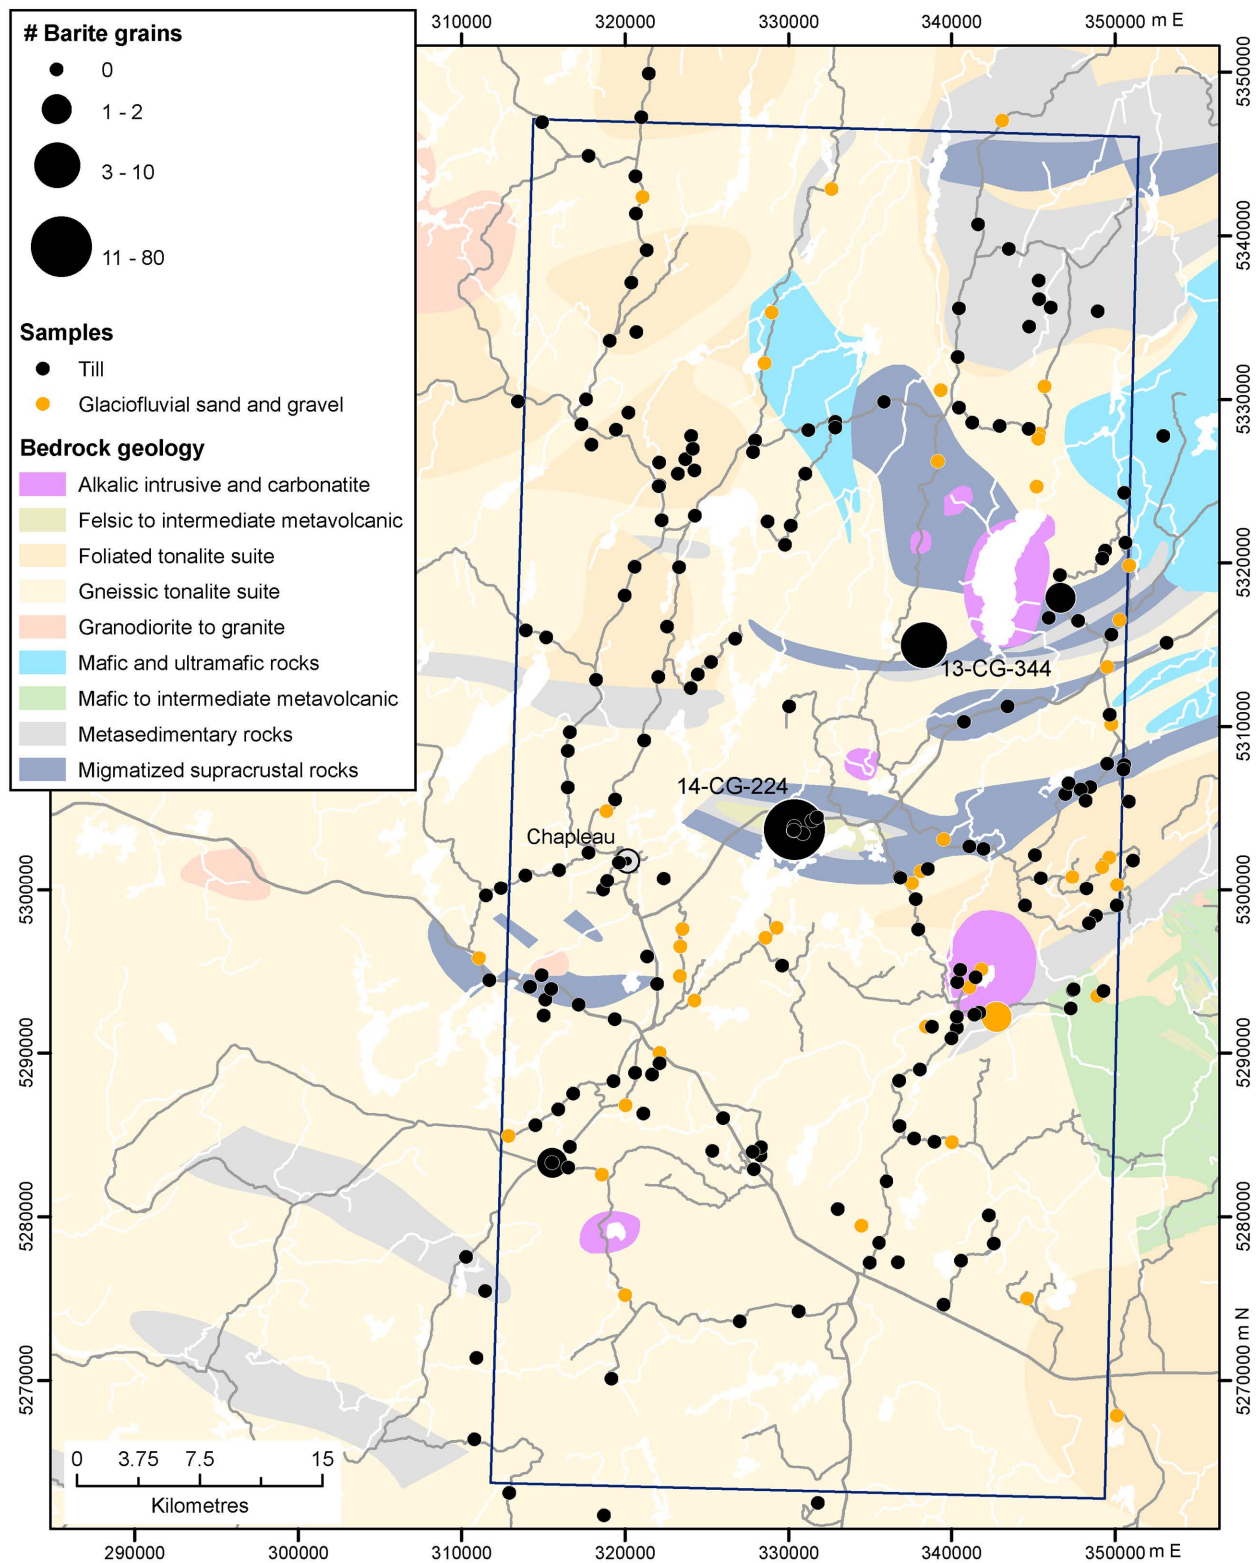 310000 320000 330000 340000 350000 m E
# Barite grains
0
1 - 2
3 - 10
11 - 80
Samples
Till
Glaciofluvial sand and gravel
Bedrock geology
Alkalic intrusive and carbonatite
Felsic to intermediate metavolcanic
Foliated tonalite suite
Gneissic tonalite suite
Granodiorite to granite
Mafic and ultramafic rocks
Mafic to intermediate metavolcanic
Metasedimentary rocks
Migmatized supracrustal rocks
5350000
5340000
5330000
5320000
5310000
5300000
5290000
5280000
5270000 m N
13-CG-344
14-CG-224
Chapleau
5300000
5290000
5280000
5270000
0 3.75 7.5 15
Kilometres
290000 300000 310000 320000 330000 340000 350000 m E